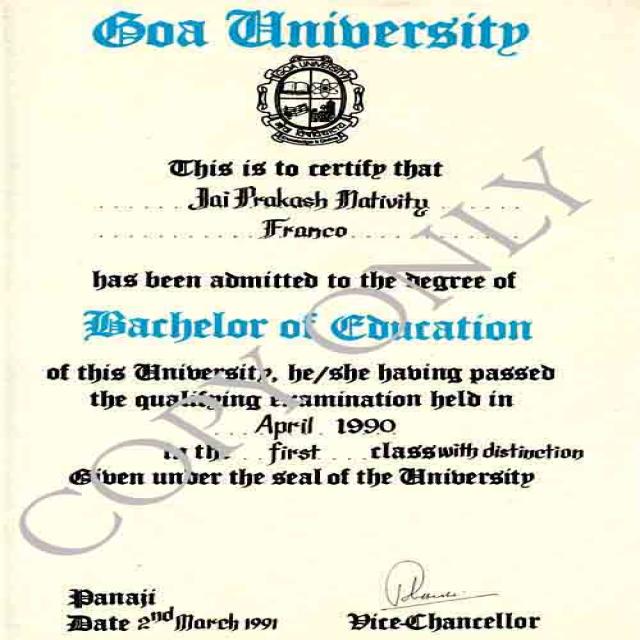 Goa University
GOA UNIVERSITY
This is to certify that
Jai Prakash Nativity
Franco
has been admitted to the degree of
Bachelor of Education
of this University, he/she having passed
the qualifying examination held in
April 1990
in the first class with distinction
Given under the seal of the University
COPY ONLY
Panaji
Date 2nd March 1991
Vice-Chancellor